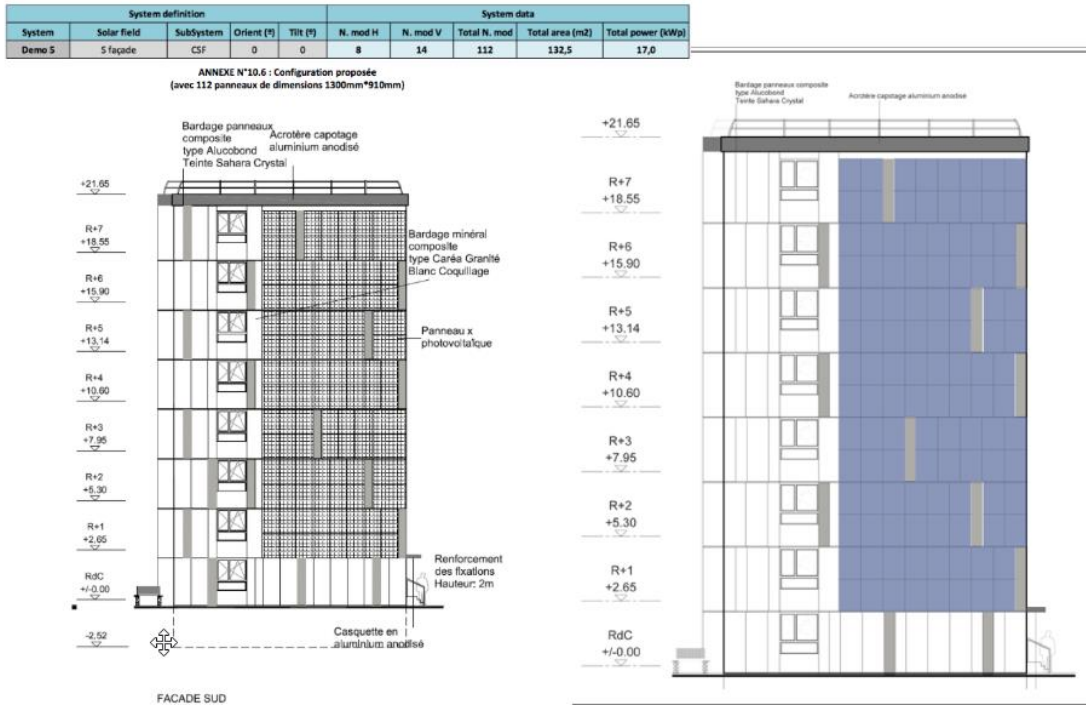 System definition System data
System Solar field SubSystem Orient (º) Tilt (º) N. mod H N. mod V Total N. mod Total area (m2) Total power (kWp)
Demo 5 S façade CSF 0 0 8 14 112 132,5 17,0
ANNEXE N°10.6 : Configuration proposée
(avec 112 panneaux de dimensions 1300mm*910mm)
Bardage panneaux
composite
type Alucobond
Teinte Sahara Crystal
Acrotère capotage
aluminium anodisé
+21.65
R+7
+18.55
R+6
+15.90
R+5
+13.14
R+4
+10.60
R+3
+7.95
R+2
+5.30
R+1
+2.65
RdC
+/-0.00
-2.52
Bardage minéral
composite
type Caréa Granité
Blanc Coquillage
Panneau x
photovoltaïque
Renforcement
des fixations
Hauteur: 2m
Casquette en
aluminium anodisé
FACADE SUD
Bardage panneaux composite
type Alucobond
Teinte Sahara Crystal
Acrotère capotage aluminium anodisé
+21.65
R+7
+18.55
R+6
+15.90
R+5
+13.14
R+4
+10.60
R+3
+7.95
R+2
+5.30
R+1
+2.65
RdC
+/-0.00